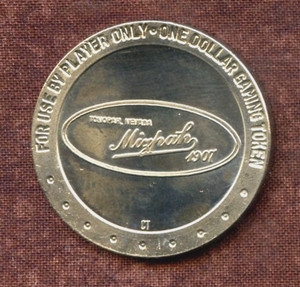 FOR USE BY PLAYER ONLY • ONE DOLLAR GAMING TOKEN
TONOPAH, NEVADA
Mizpah
1907
CT